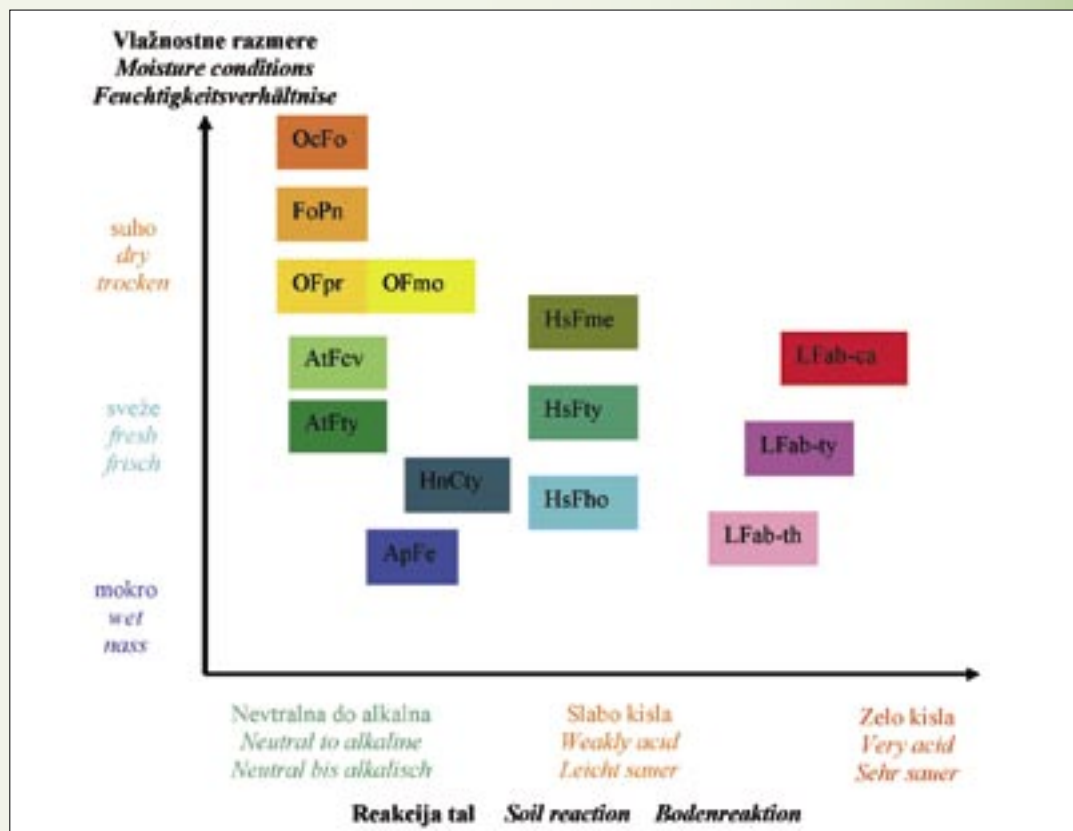 Vlažnostne razmere
Moisture conditions
Feuchtigkeitsverhältnise
OcFo
FoPn
suho
dry
trocken
OFpr OFmo
HsFme
AtFcv
LFab-ca
sveže
fresh
frisch
AtFty
HsFty
LFab-ty
HnCty
HsFho
LFab-th
ApFe
mokro
wet
nass
Nevtralna do alkalna
Neutral to alkaline
Neutral bis alkalisch
Slabo kisla
Weakly acid
Leicht sauer
Zelo kisla
Very acid
Sehr sauer
Reakcija tal Soil reaction Bodenreaktion